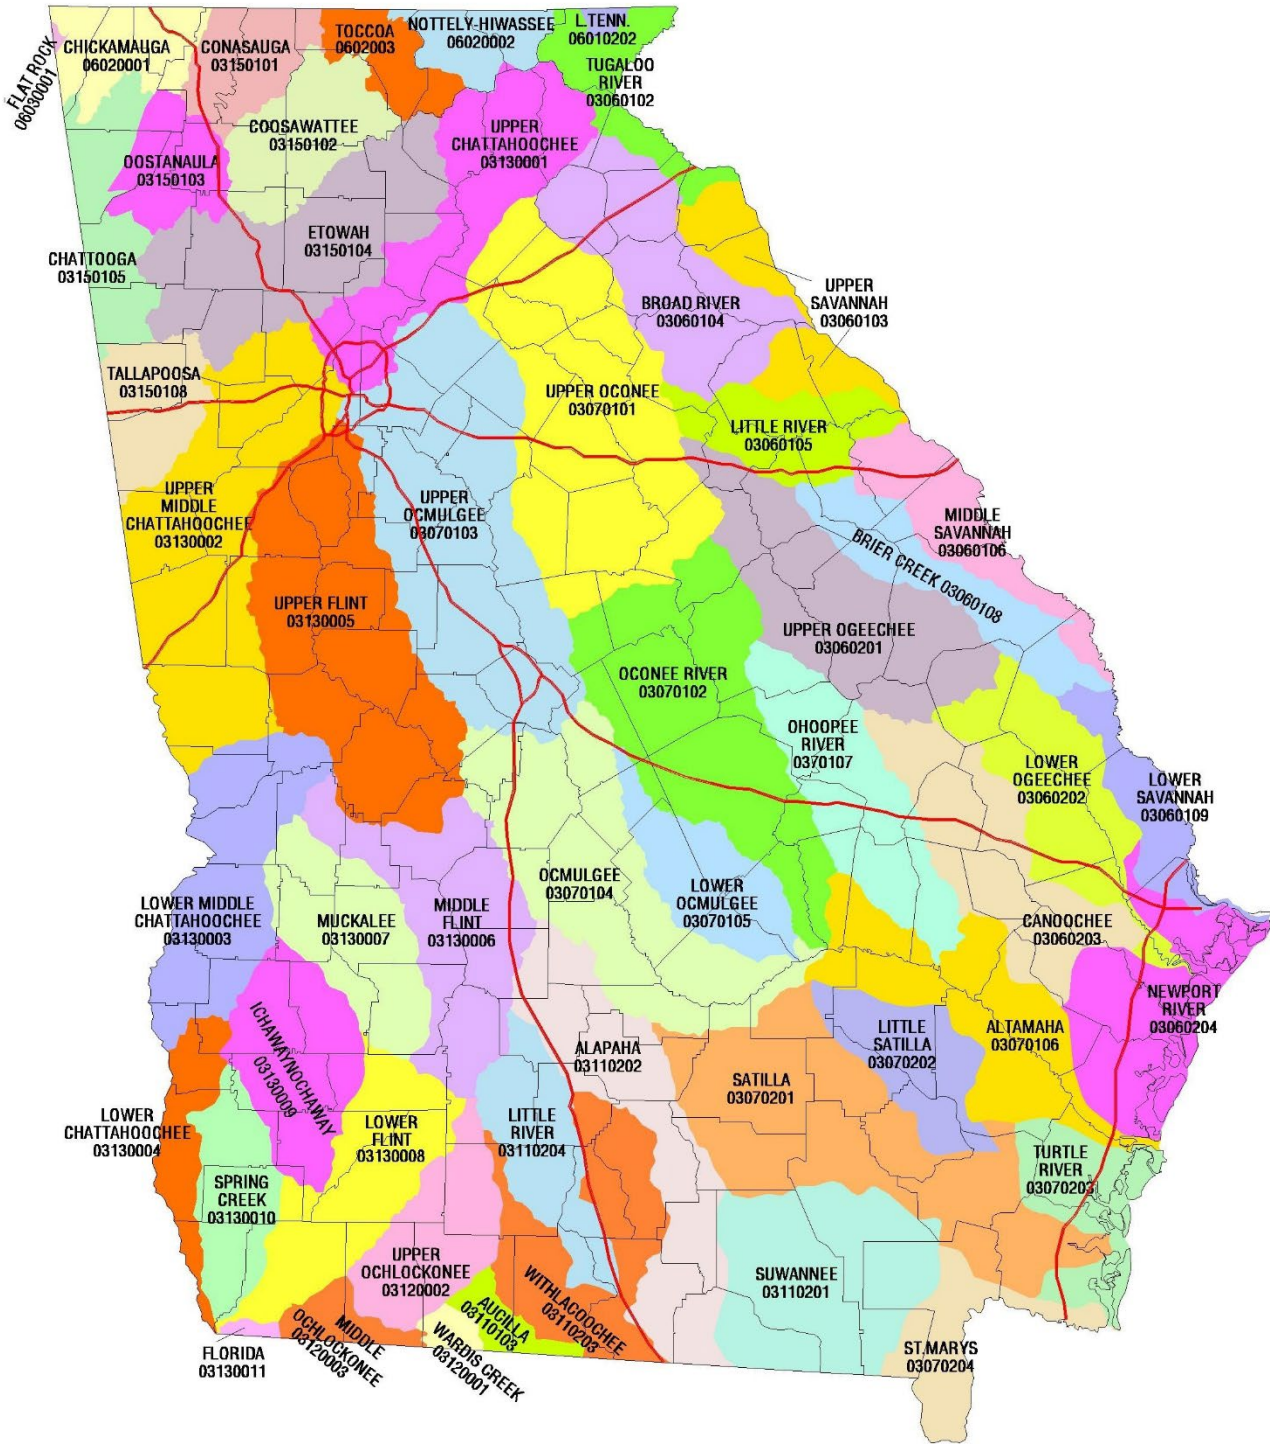 CHICKAMAUGA
06020001
CONASAUGA
03150101
TOCCOA
0602003
NOTTELY-HIWASSEE
06020002
L.TENN.
06010202
FLAT ROCK
06030001
TUGALOO
RIVER
03060102
COOSAWATTEE
03150102
UPPER
CHATTAHOOCHEE
03130001
OOSTANAULA
03150103
ETOWAH
03150104
CHATTOOGA
03150105
UPPER
SAVANNAH
03060103
BROAD RIVER
03060104
TALLAPOOSA
03150108
UPPER OCONEE
03070101
LITTLE RIVER
03060105
UPPER
MIDDLE
CHATTAHOOCHEE
03130002
UPPER
OCMULGEE
03070103
MIDDLE
SAVANNAH
03060106
BRIER CREEK 03060108
UPPER FLINT
03130005
UPPER OGEECHEE
03060201
OCONEE RIVER
03070102
OHOOPEE
RIVER
0370107
LOWER
OGEECHEE
03060202
LOWER
SAVANNAH
03060109
OCMULGEE
03070104
LOWER
OCMULGEE
03070105
LOWER MIDDLE
CHATTAHOOCHEE
03130003
MUCKALEE
03130007
MIDDLE
FLINT
03130006
CANOOCHEE
03060203
NEWPORT
RIVER
03060204
ICHAWAYNOCHAWAY
03130009
ALAPAHA
03110202
LITTLE
SATILLA
03070202
ALTAMAHA
03070106
SATILLA
03070201
LOWER
CHATTAHOOCHEE
03130004
LOWER
FLINT
03130008
LITTLE
RIVER
03110204
TURTLE
RIVER
03070203
SPRING
CREEK
03130010
UPPER
OCHLOCKONEE
03120002
SUWANNEE
03110201
WITHLACOOCHEE
03110203
AUCILLA
03110103
MIDDLE
OCHLOCKONEE
03120003
WARDIS CREEK
03120001
FLORIDA
03130011
ST.MARYS
03070204